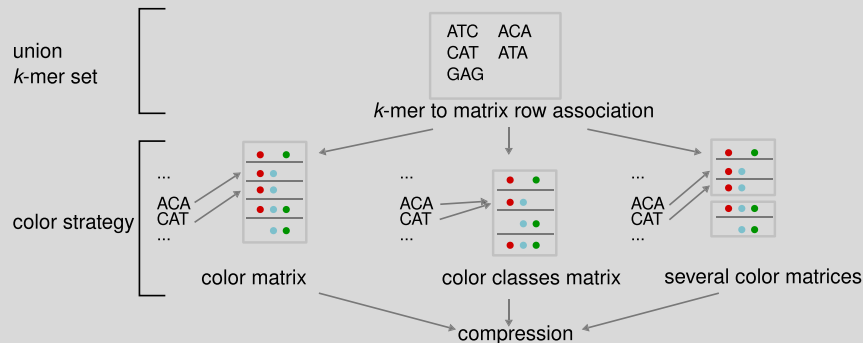 union
k-mer set
ATC ACA
CAT ATA
GAG
k-mer to matrix row association
color strategy
...
ACA
CAT
...
color matrix
...
ACA
CAT
...
color classes matrix
...
ACA
CAT
...
several color matrices
compression